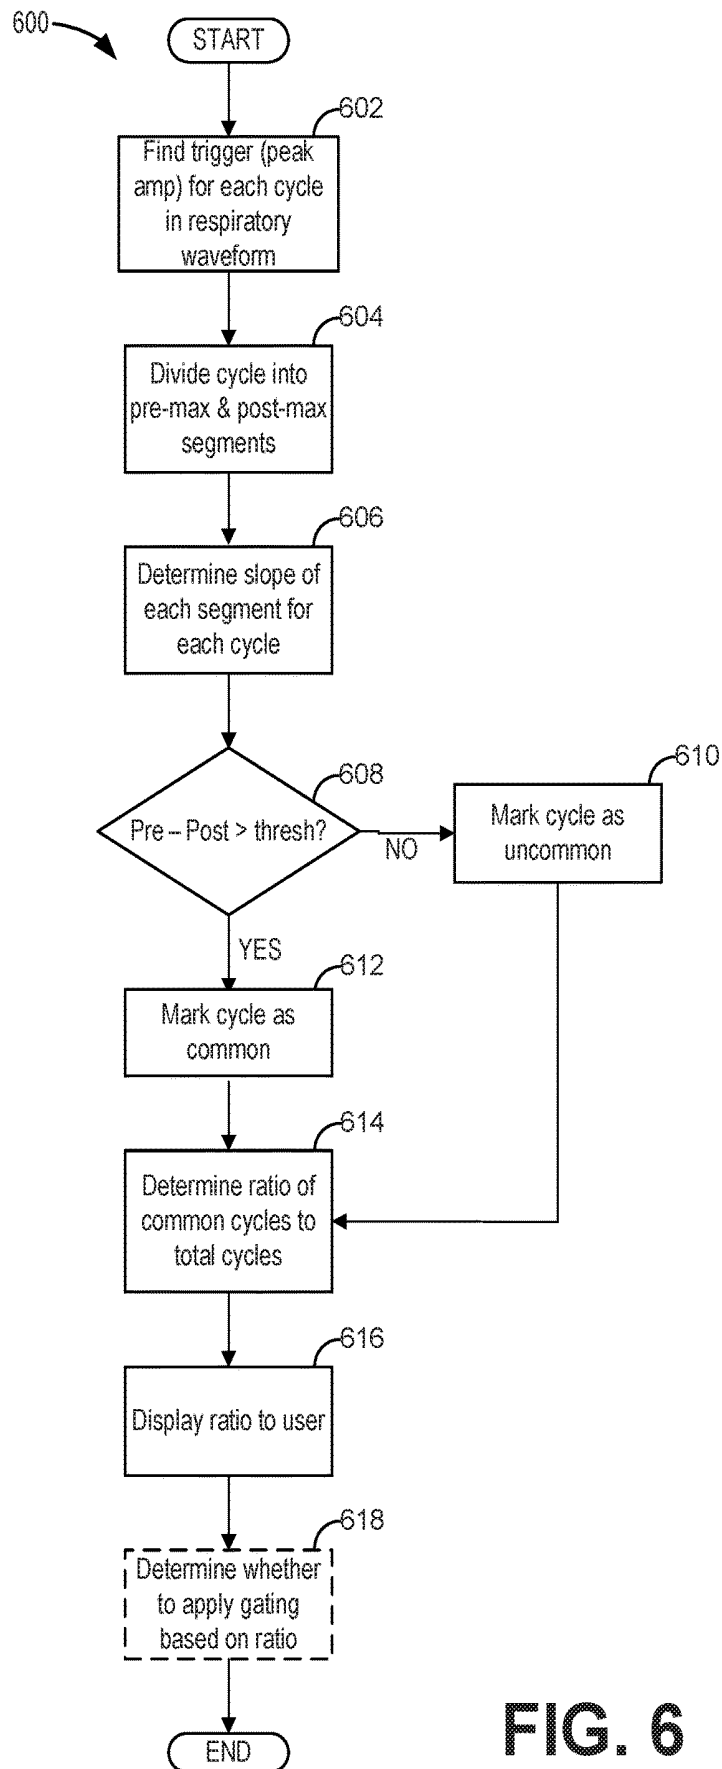 600
START
602
Find trigger (peak
amp) for each cycle
in respiratory
waveform
604
Divide cycle into
pre-max & post-max
segments
606
Determine slope of
each segment for
each cycle
608
Pre – Post > thresh?
NO
610
Mark cycle as
uncommon
YES
612
Mark cycle as
common
614
Determine ratio of
common cycles to
total cycles
616
Display ratio to user
618
Determine whether
to apply gating
based on ratio
END
FIG. 6